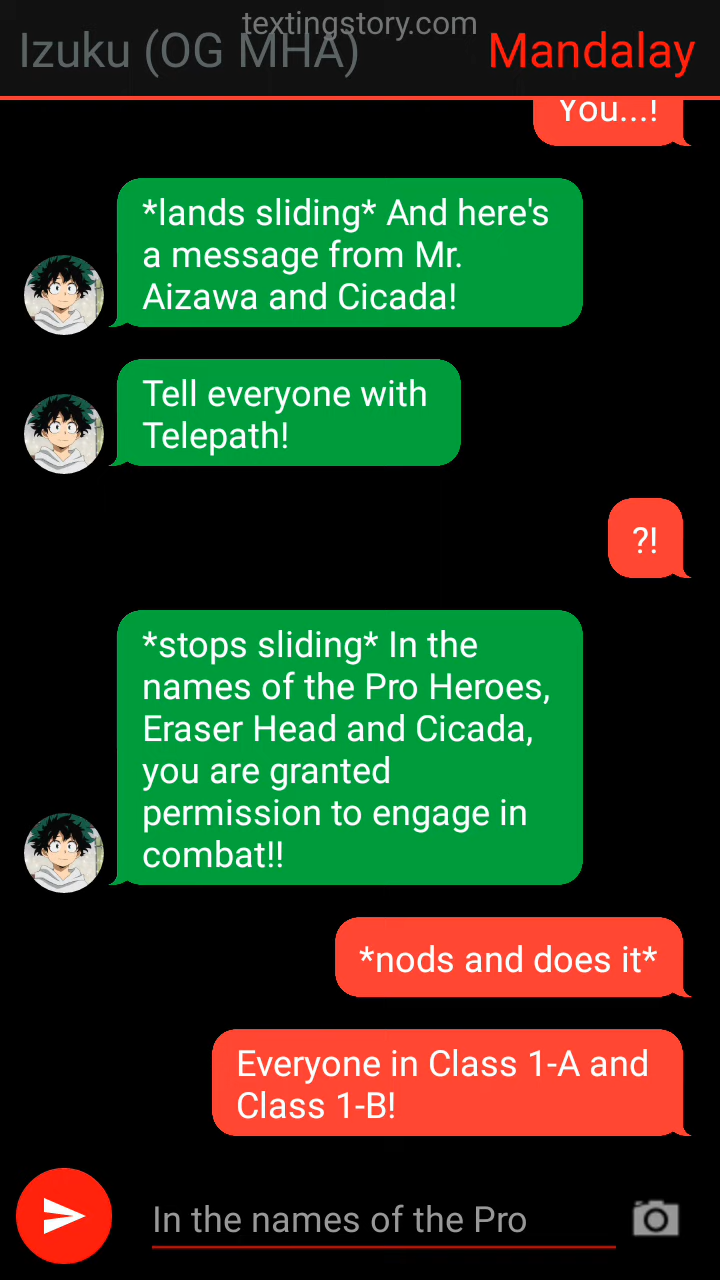 textingstory.com
Izuku (OG MHA)
Mandalay
You...!
*lands sliding* And here's
a message from Mr.
Aizawa and Cicada!
Tell everyone with
Telepath!
?!
*stops sliding* In the
names of the Pro Heroes,
Eraser Head and Cicada,
you are granted
permission to engage in
combat!!
*nods and does it*
Everyone in Class 1-A and
Class 1-B!
In the names of the Pro